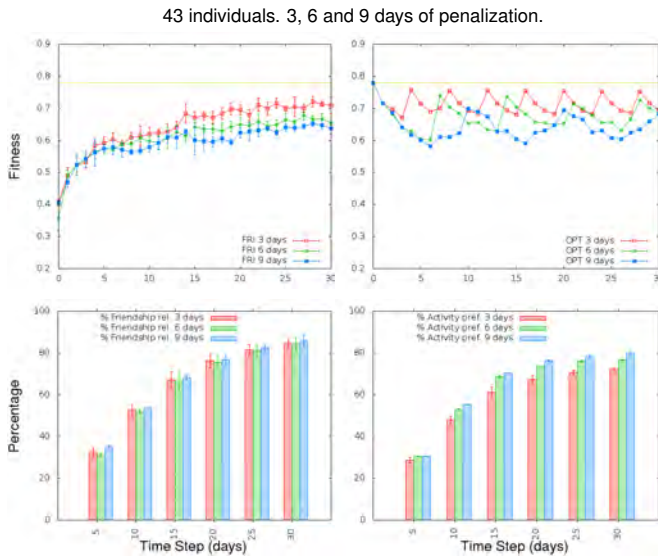 43 individuals. 3, 6 and 9 days of penalization.
Fitness
0.9
0.8
0.7
0.6
0.5
0.4
0.3
0.2
0 5 10 15 20 25 30
FRI 3 days
FRI 6 days
FRI 9 days
0.9
0.8
0.7
0.6
0.5
0.4
0.3
0.2
0 5 10 15 20 25 30
OPT 3 days
OPT 6 days
OPT 9 days
Percentage
100
80
60
40
20
0
% Friendship rel. 3 days
% Friendship rel. 6 days
% Friendship rel. 9 days
5 10 15 20 25 30
Time Step (days)
100
80
60
40
20
0
% Activity pref. 3 days
% Activity pref. 6 days
% Activity pref. 9 days
5 10 15 20 25 30
Time Step (days)